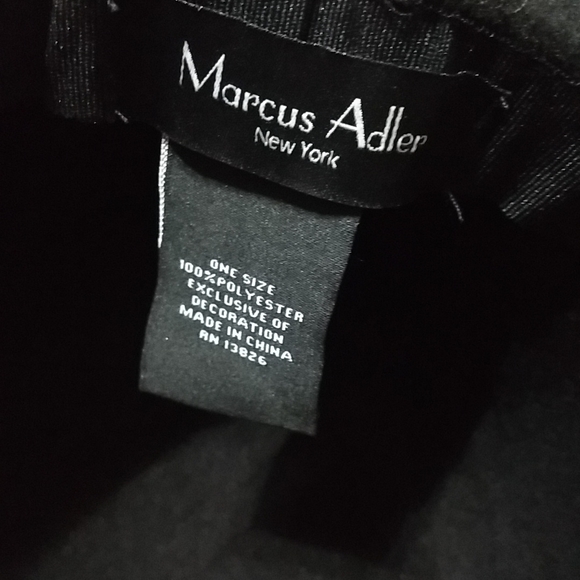 Marcus Adler
New York
ONE SIZE
100%POLYESTER
EXCLUSIVE OF
DECORATION
MADE IN CHINA
RN 13826